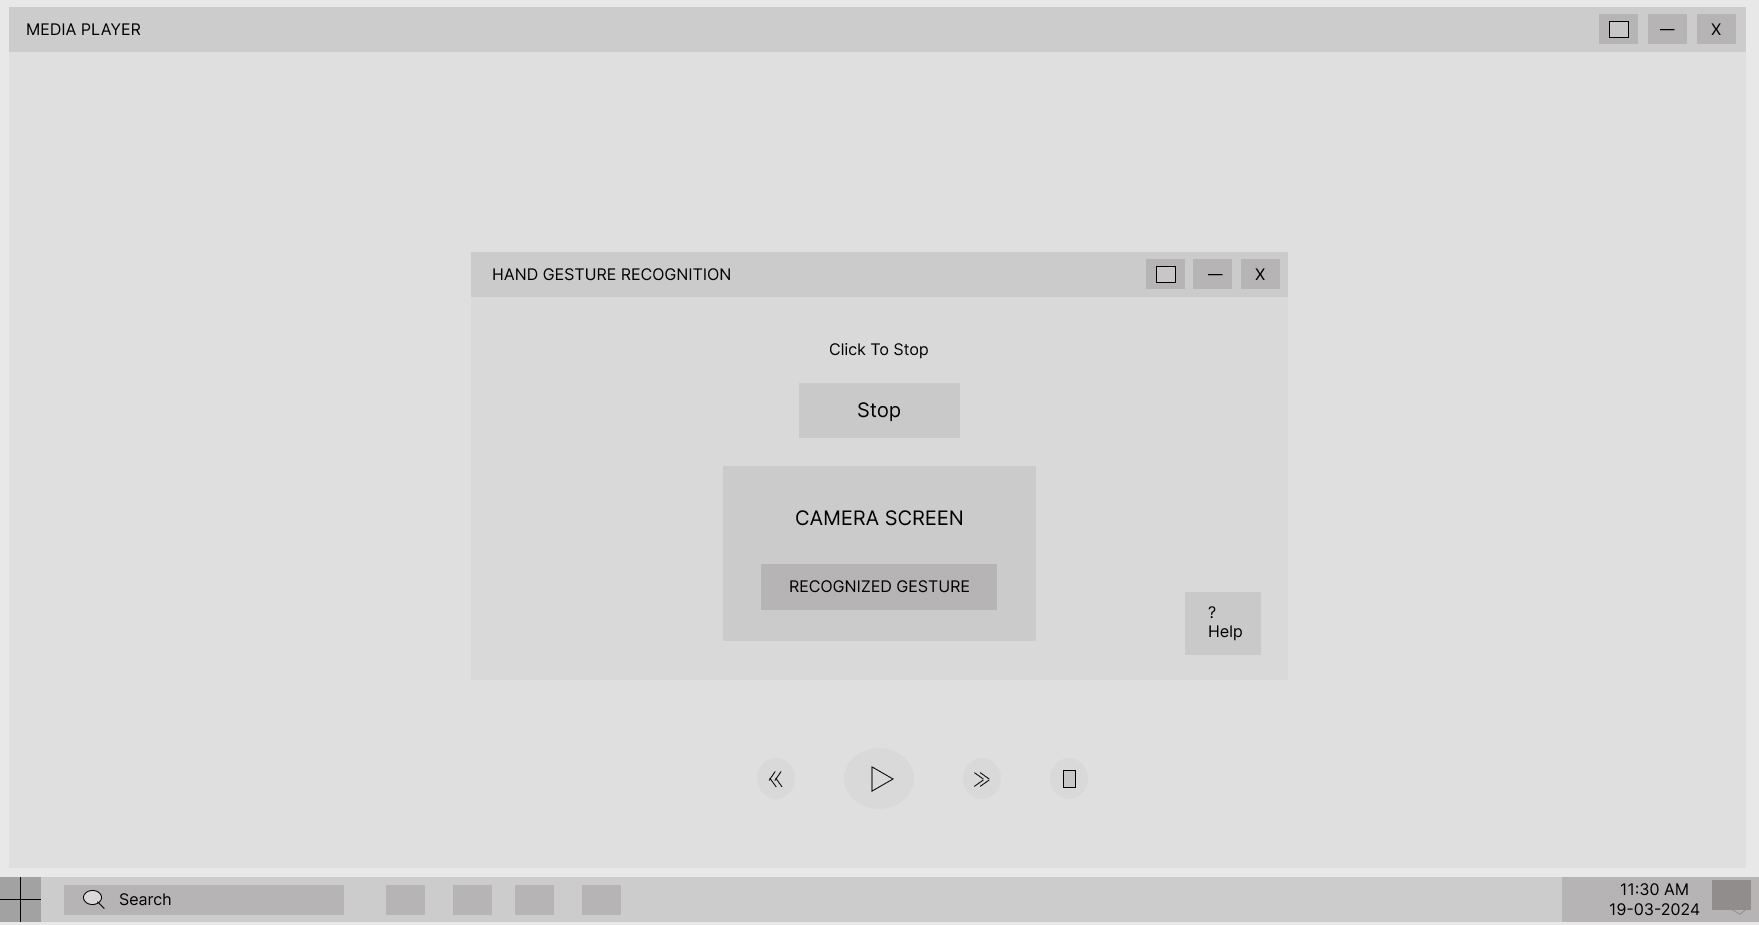 MEDIA PLAYER
X
HAND GESTURE RECOGNITION
X
Click To Stop
Stop
CAMERA SCREEN
RECOGNIZED GESTURE
?
Help
Search
11:30 AM
19-03-2024